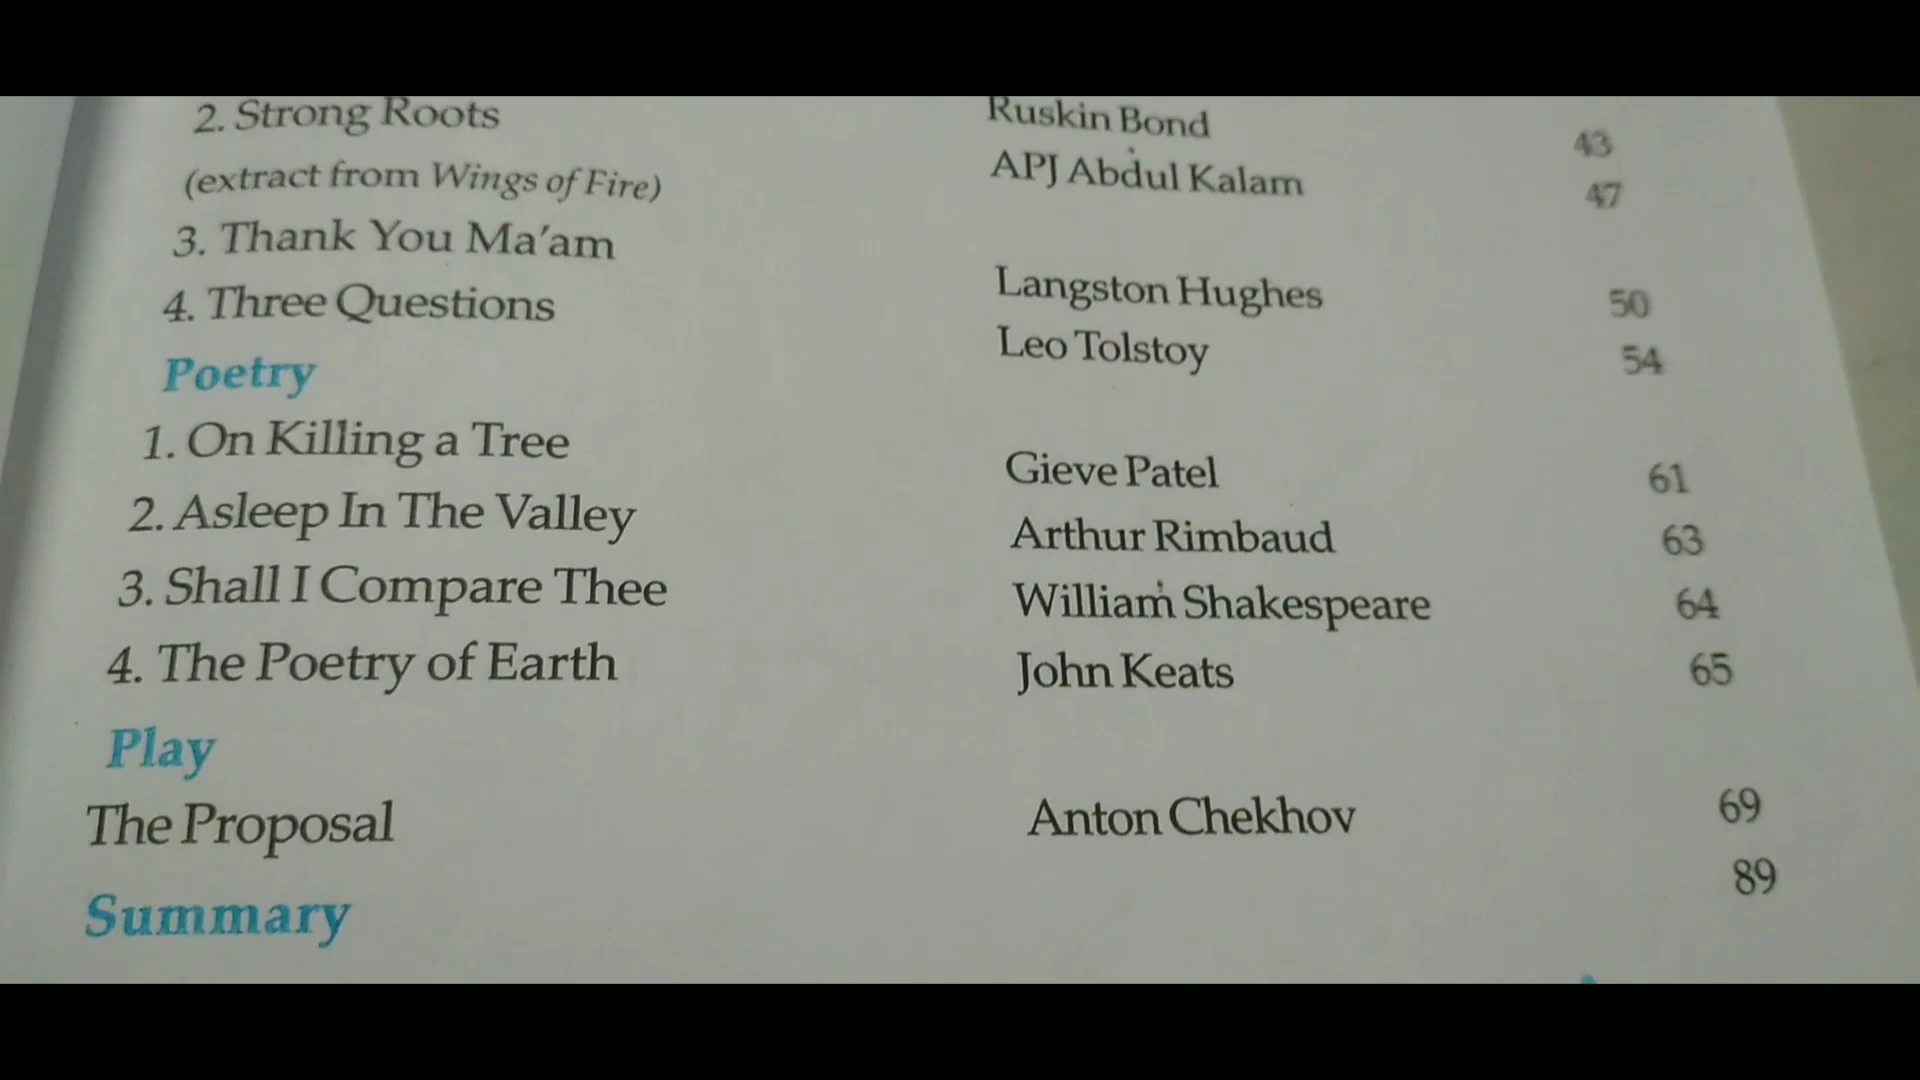 Ruskin Bond 43
2. Strong Roots APJ Abdul Kalam 47
(extract from Wings of Fire)
3. Thank You Ma'am Langston Hughes 50
4. Three Questions Leo Tolstoy 54
Poetry
1. On Killing a Tree Gieve Patel 61
2. Asleep In The Valley Arthur Rimbaud 63
3. Shall I Compare Thee William Shakespeare 64
4. The Poetry of Earth John Keats 65
Play
The Proposal Anton Chekhov 69
Summary 89